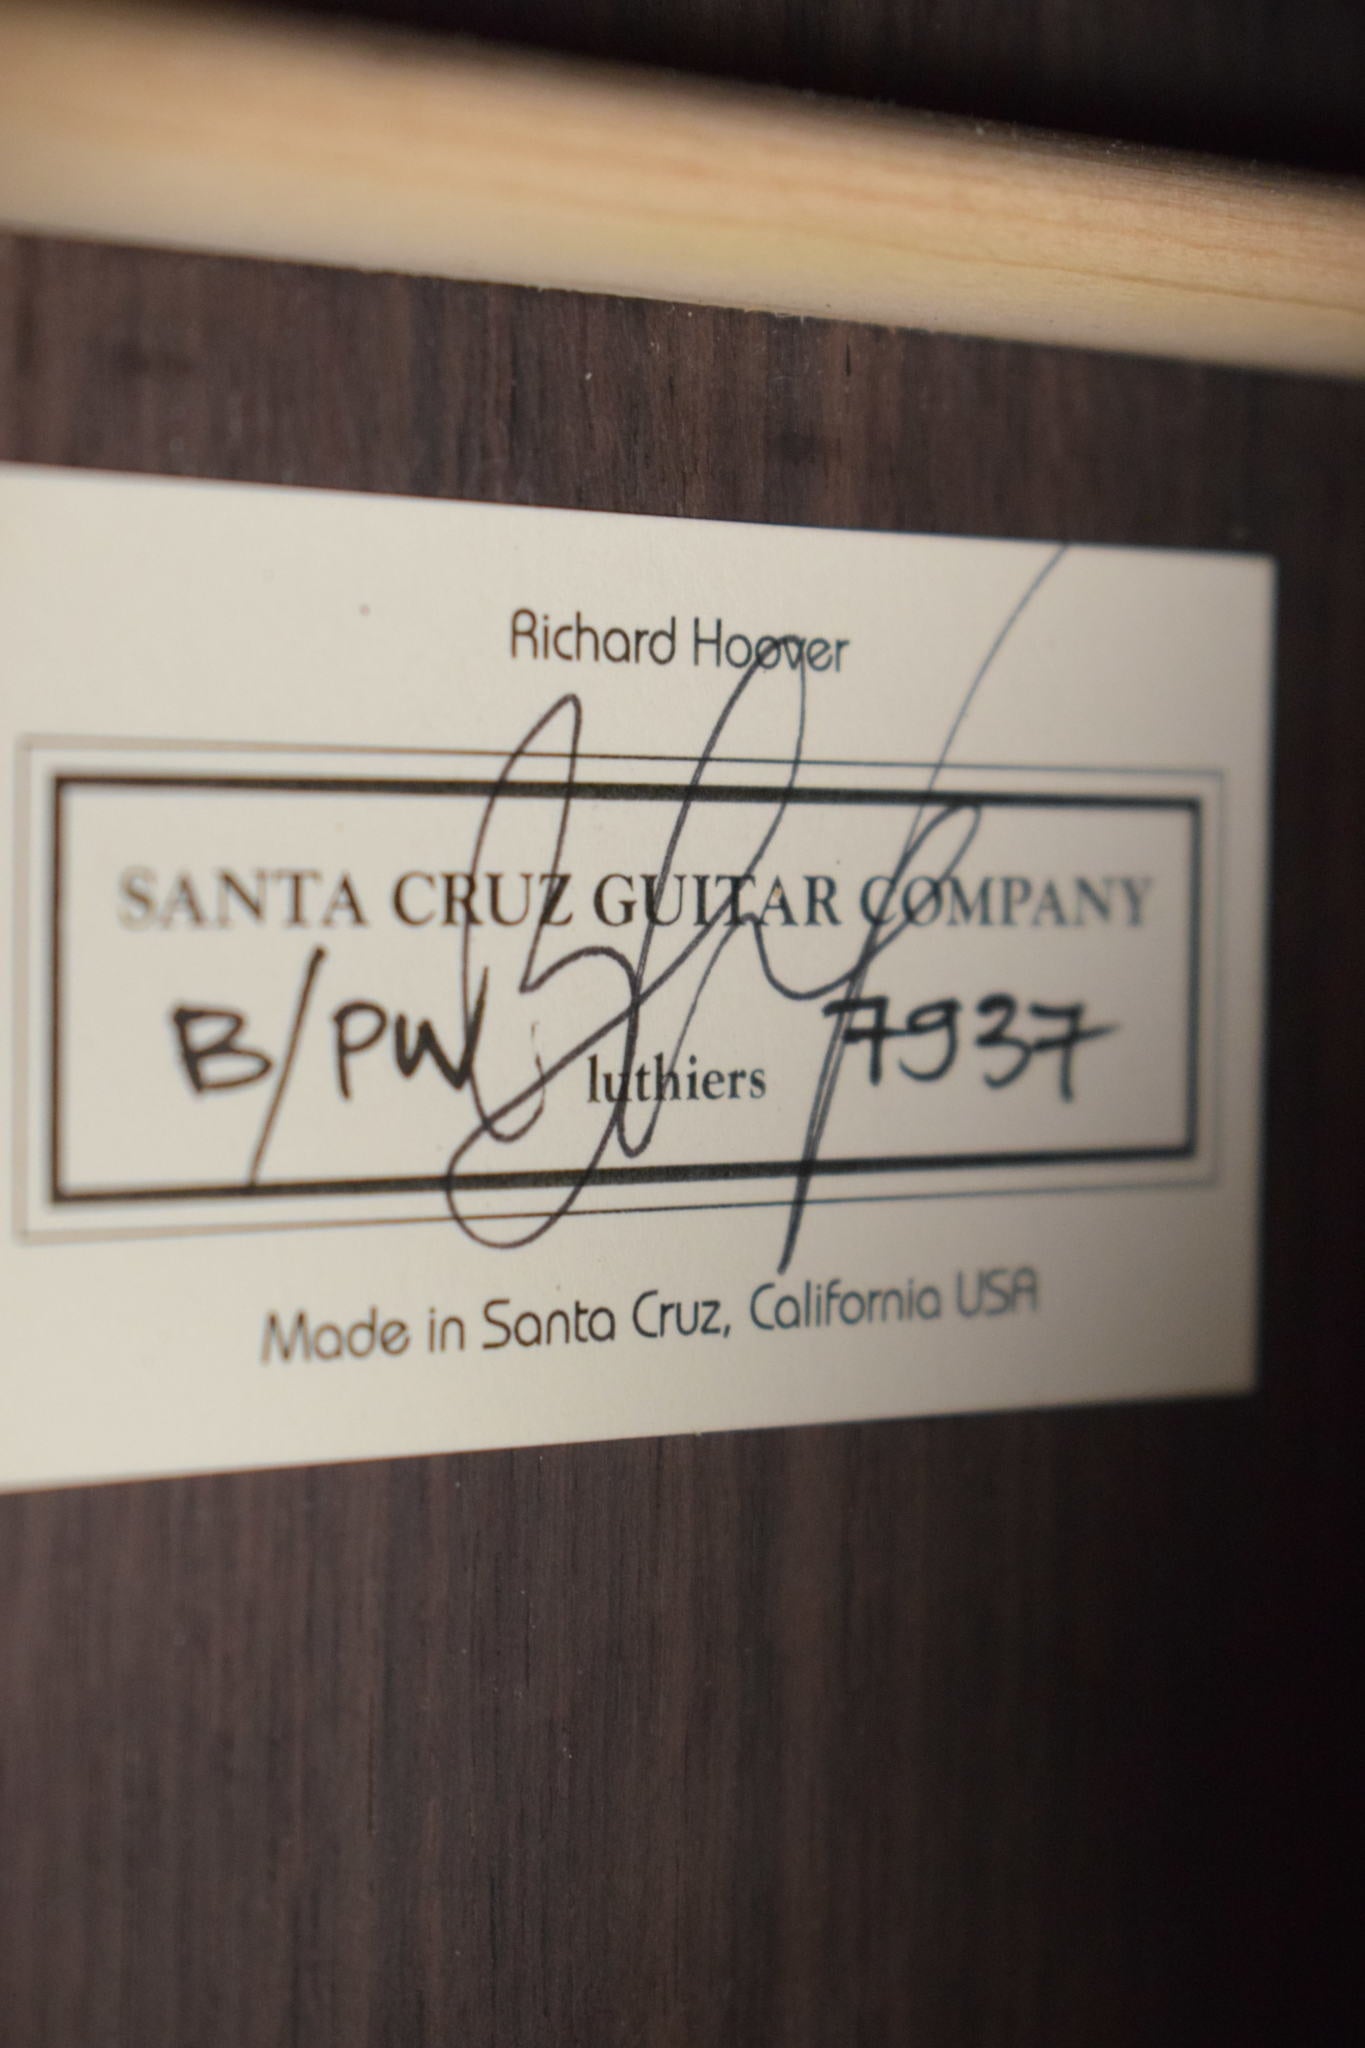 Richard Hoover
SANTA CRUZ GUITAR COMPANY
B/PW luthiers 7937
Made in Santa Cruz, California USA